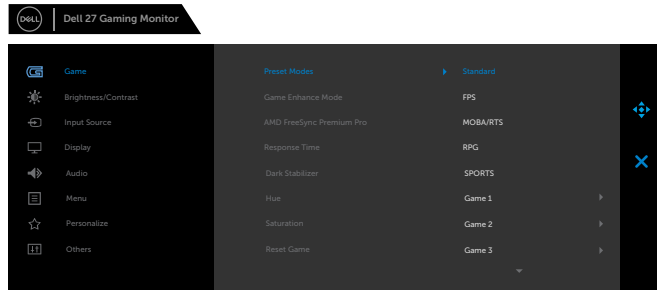 DELL
Dell 27 Gaming Monitor
Game Preset Modes Standard
Brightness/Contrast Game Enhance Mode FPS
Input Source AMD FreeSync Premium Pro MOBA/RTS
Display Response Time RPG
Audio Dark Stabilizer SPORTS
Menu Hue Game 1
Personalize Saturation Game 2
Others Reset Game Game 3